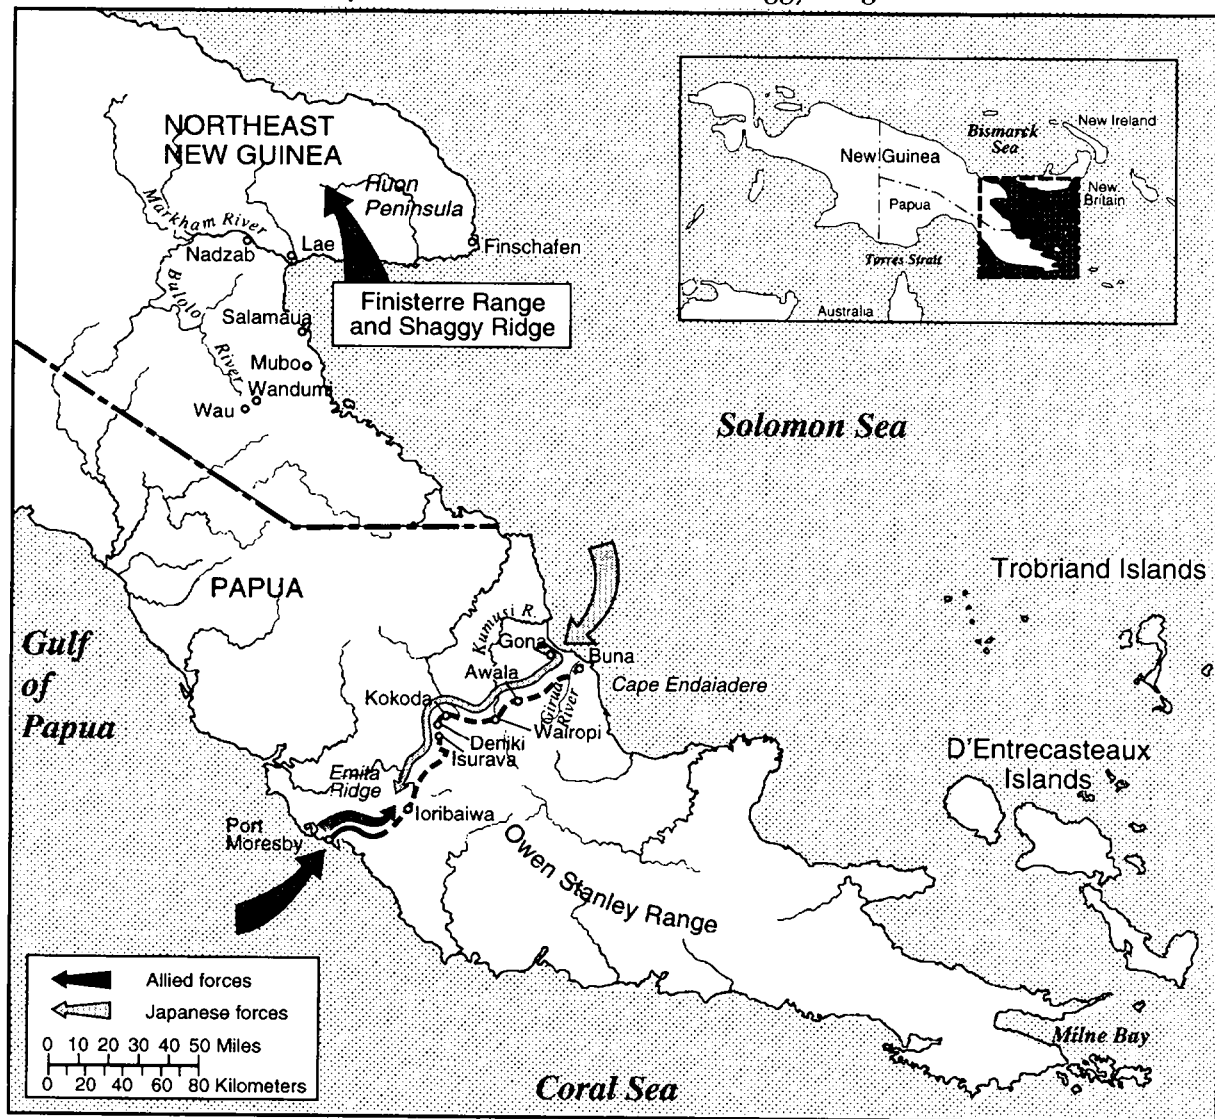 NORTHEAST
NEW GUINEA
Huon
Peninsula
Markham River
Nadzab
Lae
Finschafen
Finisterre Range
and Shaggy Ridge
Bulolo
River
Salamaua
Mubo
Wandumi
Wau
Bismarck
Sea
New Ireland
New Guinea
New
Britain
Papua
Torres Strait
Australia
Solomon Sea
PAPUA
Gulf
of
Papua
Trobriand Islands
Kumusi R.
Gona
Buna
Awala
Cape Endaiadere
Kokoda
Girua
River
Wairopi
Deniki
Isurava
D'Entrecasteaux
Islands
Emita
Ridge
Ioribaiwa
Port
Moresby
Owen Stanley Range
Allied forces
Japanese forces
0 10 20 30 40 50 Miles
0 20 40 60 80 Kilometers
Milne Bay
Coral Sea